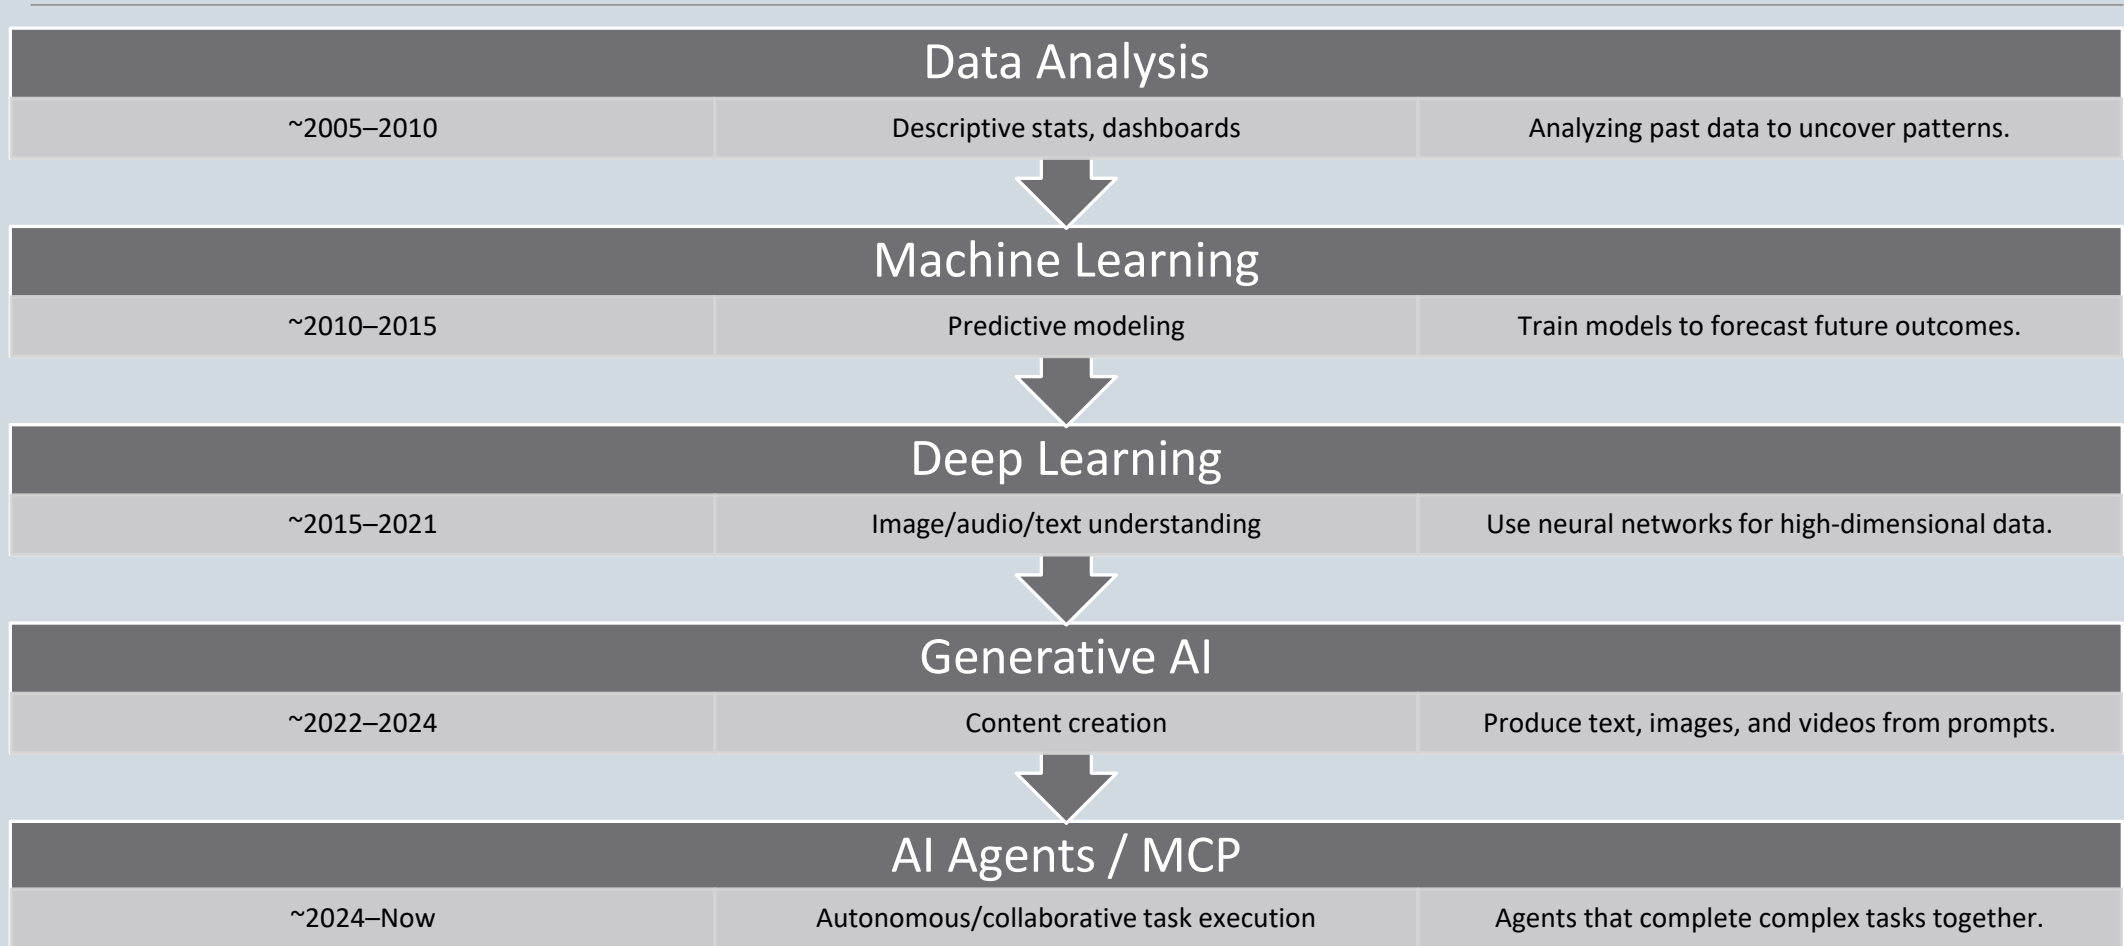 Data Analysis
~2005–2010
Descriptive stats, dashboards
Analyzing past data to uncover patterns.
Machine Learning
~2010–2015
Predictive modeling
Train models to forecast future outcomes.
Deep Learning
~2015–2021
Image/audio/text understanding
Use neural networks for high-dimensional data.
Generative AI
~2022–2024
Content creation
Produce text, images, and videos from prompts.
AI Agents / MCP
~2024–Now
Autonomous/collaborative task execution
Agents that complete complex tasks together.